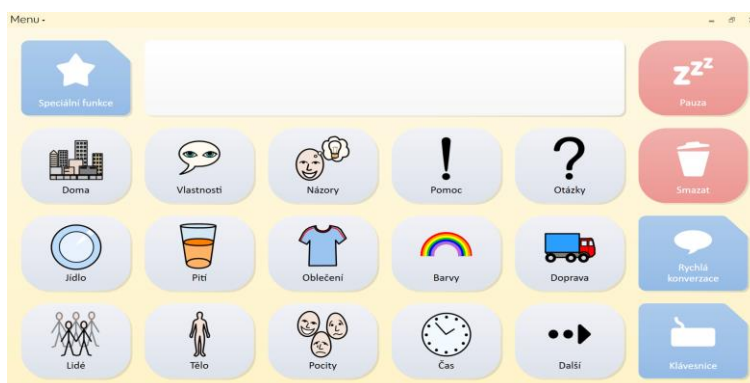 Menu
Speciální funkce
zzz
Pauza
Doma
Vlastnosti
Názory
!
Pomoc
?
Otázky
Smazat
Jídlo
Pití
Oblečení
Barvy
Doprava
Rychlá
konverzace
Lidé
Tělo
Pocity
Čas
Další
Klávesnice